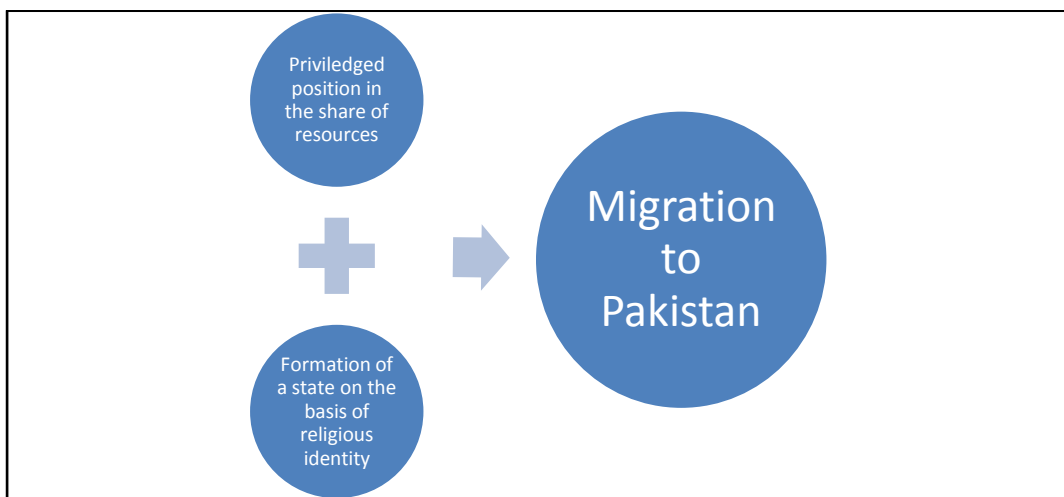 Priviledged
position in
the share of
resources
Formation of
a state on the
basis of
religious
identity
Migration
to
Pakistan